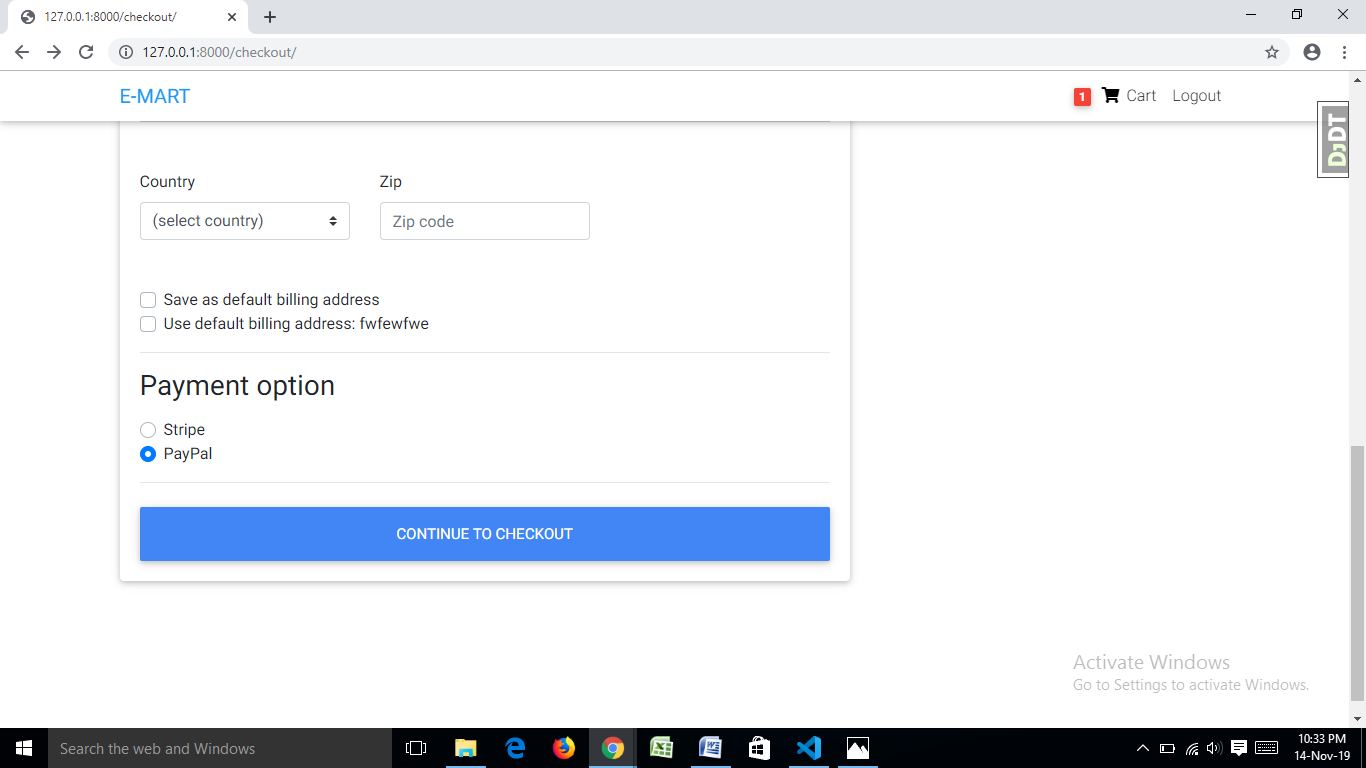 127.0.0.1:8000/checkout/
127.0.0.1:8000/checkout/
E-MART
1 Cart Logout
DJDT
Country Zip
(select country) Zip code
Save as default billing address
Use default billing address: fwfewfwe
Payment option
Stripe
PayPal
CONTINUE TO CHECKOUT
Activate Windows
Go to Settings to activate Windows.
Search the web and Windows
10:33 PM
14-Nov-19